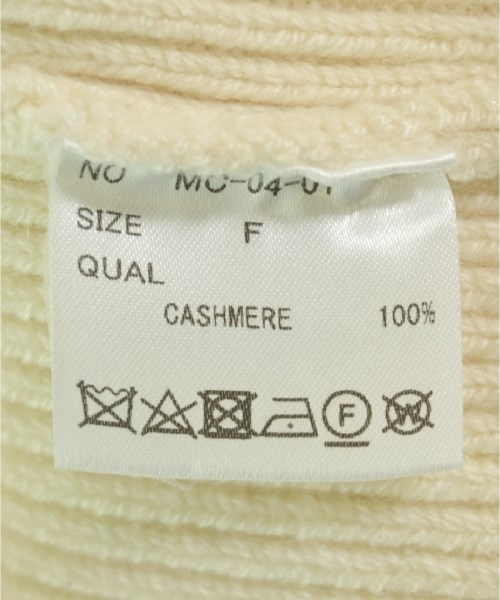 NO MC-04-01
SIZE F
QUAL
CASHMERE 100%
F W